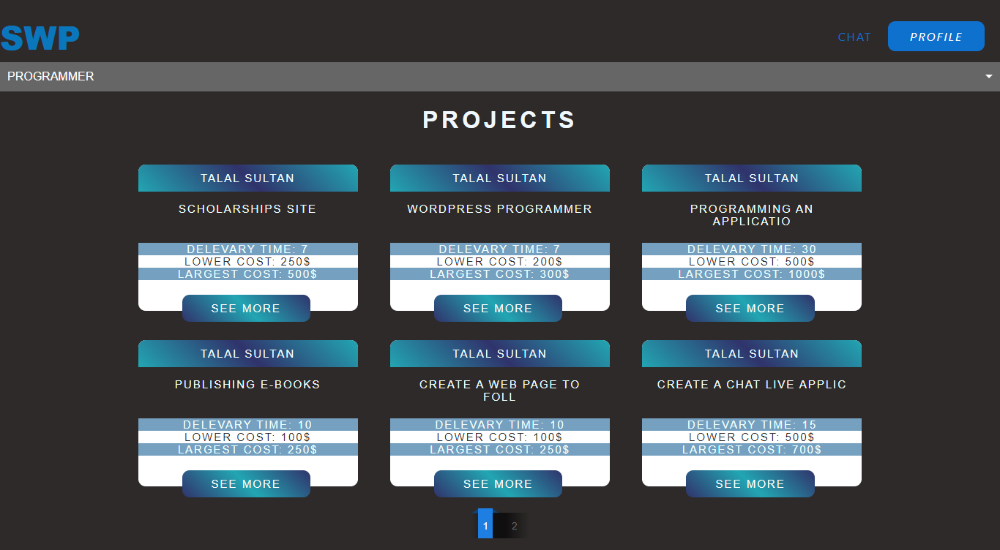 SWP
CHAT
PROFILE
PROGRAMMER
PROJECTS
TALAL SULTAN
SCHOLARSHIPS SITE
DELEVARY TIME: 7
LOWER COST: 250$
LARGEST COST: 500$
SEE MORE
TALAL SULTAN
WORDPRESS PROGRAMMER
DELEVARY TIME: 7
LOWER COST: 200$
LARGEST COST: 300$
SEE MORE
TALAL SULTAN
PROGRAMMING AN
APPLICATIO
DELEVARY TIME: 30
LOWER COST: 500$
LARGEST COST: 1000$
SEE MORE
TALAL SULTAN
PUBLISHING E-BOOKS
DELEVARY TIME: 10
LOWER COST: 100$
LARGEST COST: 250$
SEE MORE
TALAL SULTAN
CREATE A WEB PAGE TO
FOLL
DELEVARY TIME: 10
LOWER COST: 100$
LARGEST COST: 250$
SEE MORE
TALAL SULTAN
CREATE A CHAT LIVE APPLIC
DELEVARY TIME: 15
LOWER COST: 500$
LARGEST COST: 700$
SEE MORE
1
2